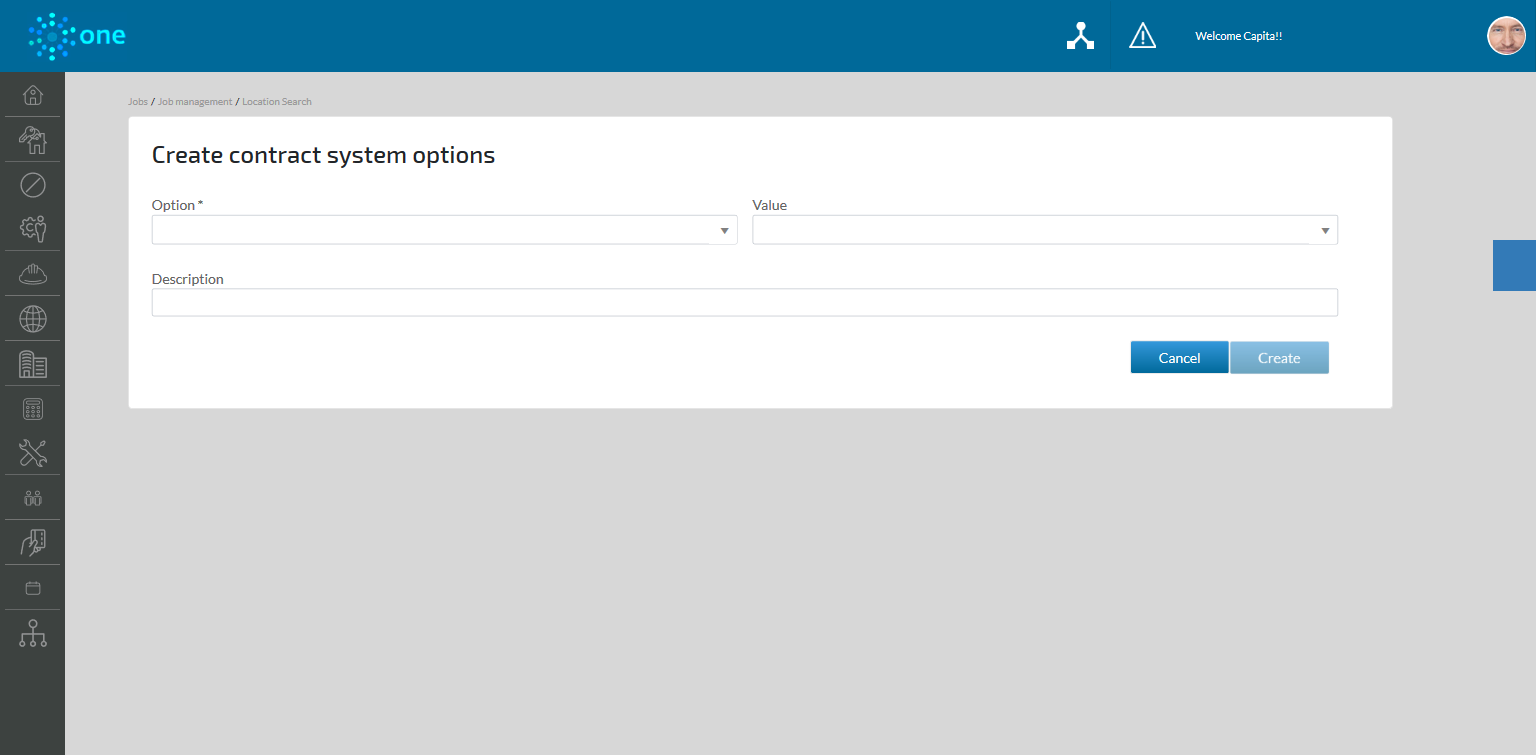 one
Welcome Capita!!
Jobs / Job management / Location Search
Create contract system options
Option *
Value
Description
Cancel
Create